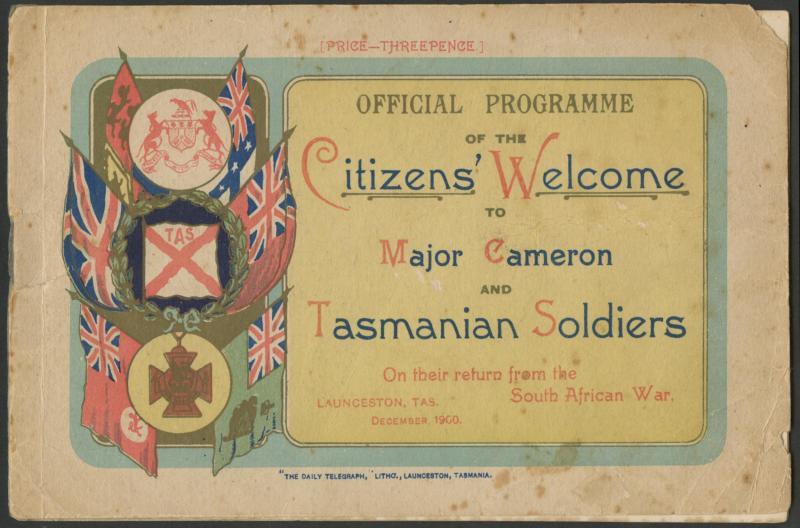 [PRICE—THREEPENCE.]
OFFICIAL PROGRAMME
OF THE
Citizens' Welcome
TO
Major Cameron
AND
Tasmanian Soldiers
On their return from the
South African War,
LAUNCESTON, TAS.
DECEMBER, 1900.
TAS.
"THE DAILY TELEGRAPH," LITHO., LAUNCESTON, TASMANIA.